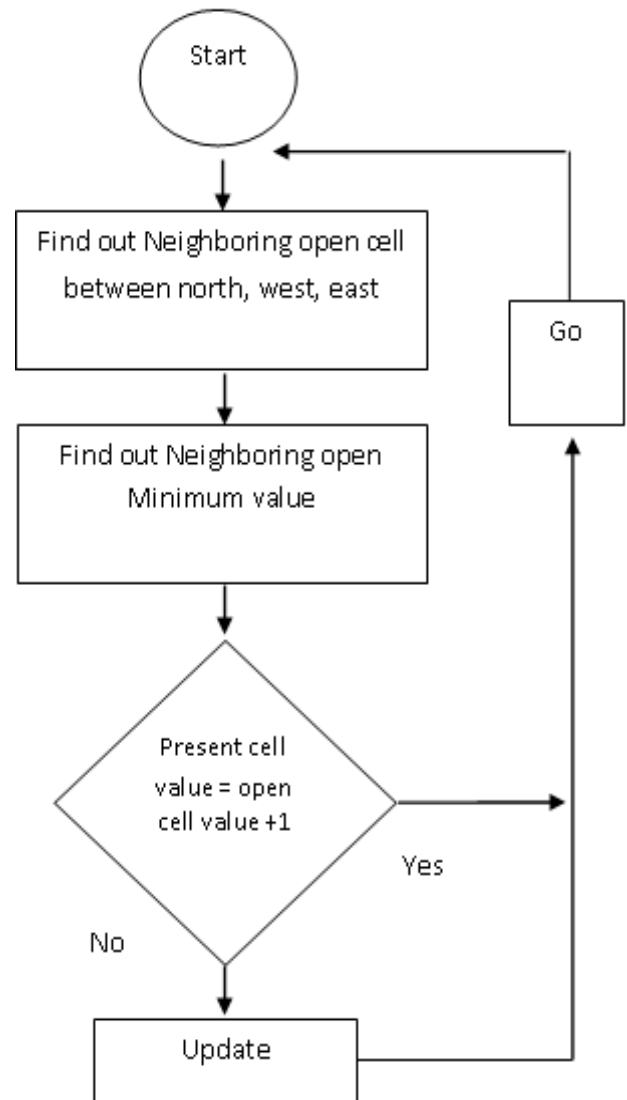 Start
Find out Neighboring open cell
between north, west, east
Go
Find out Neighboring open
Minimum value
Present cell
value = open
cell value +1
Yes
No
Update